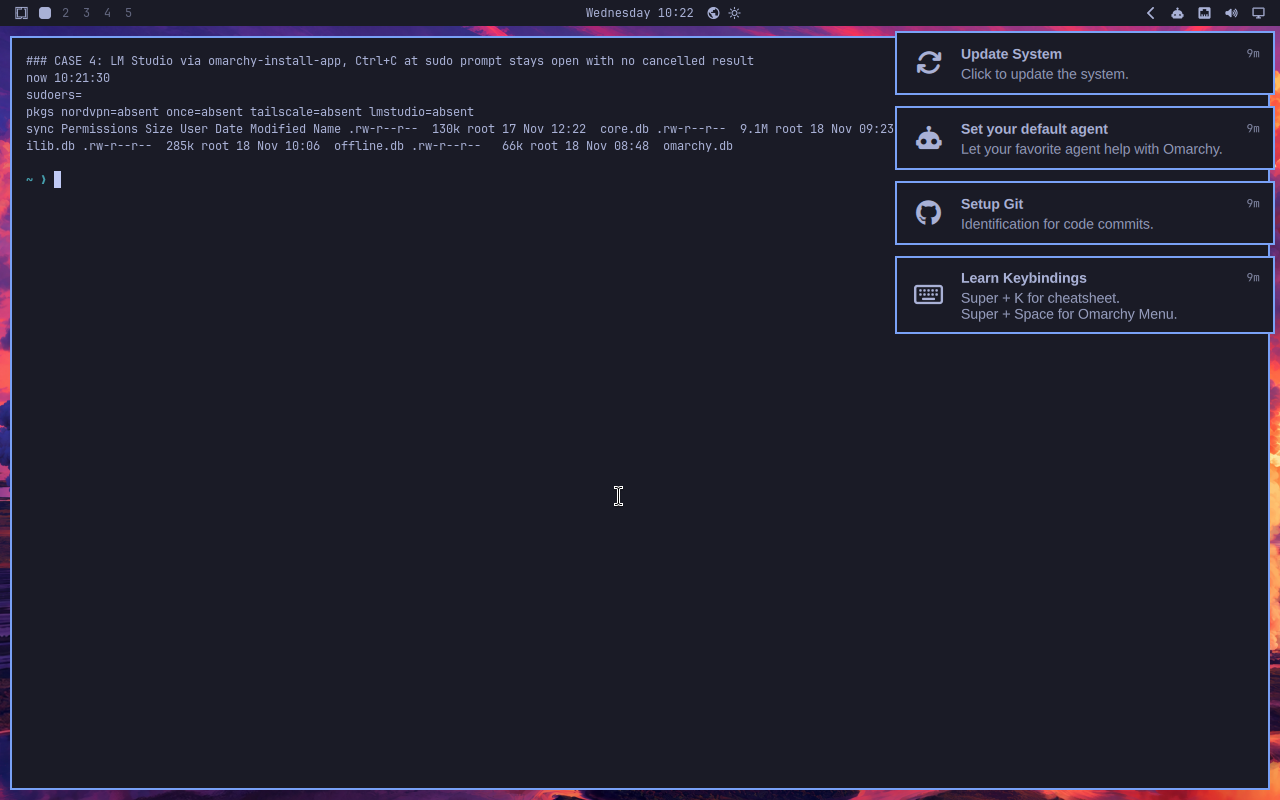 2 3 4 5
Wednesday 10:22
### CASE 4: LM Studio via omarchy-install-app, Ctrl+C at sudo prompt stays open with no cancelled result
now 10:21:30
sudoers=
pkgs nordvpn=absent once=absent tailscale=absent lmstudio=absent
sync Permissions Size User Date Modified Name .rw-r--r--  130k root 17 Nov 12:22  core.db .rw-r--r--  9.1M root 18 Nov 09:23
ilib.db .rw-r--r--  285k root 18 Nov 10:06  offline.db .rw-r--r--   66k root 18 Nov 08:48  omarchy.db
~ ❯
Update System 9m
Click to update the system.
Set your default agent 9m
Let your favorite agent help with Omarchy.
Setup Git 9m
Identification for code commits.
Learn Keybindings 9m
Super + K for cheatsheet.
Super + Space for Omarchy Menu.